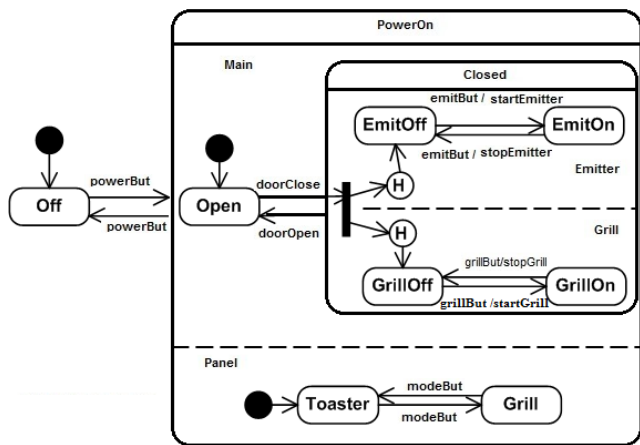 PowerOn
Main
Closed
emitBut / startEmitter
EmitOff
EmitOn
emitBut / stopEmitter
Emitter
H
powerBut
doorClose
Off
Open
powerBut
doorOpen
H
Grill
grillBut/stopGrill
GrillOff
GrillOn
grillBut /startGrill
Panel
modeBut
Toaster
Grill
modeBut